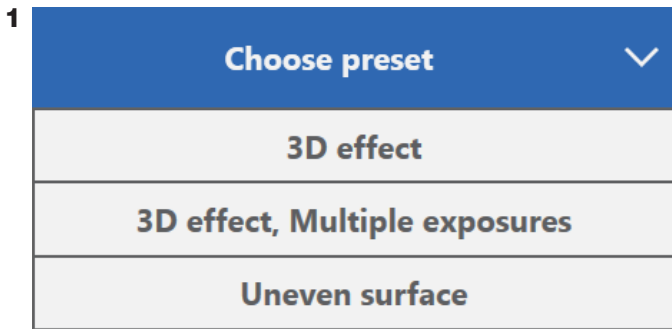 1
Choose preset
3D effect
3D effect, Multiple exposures
Uneven surface